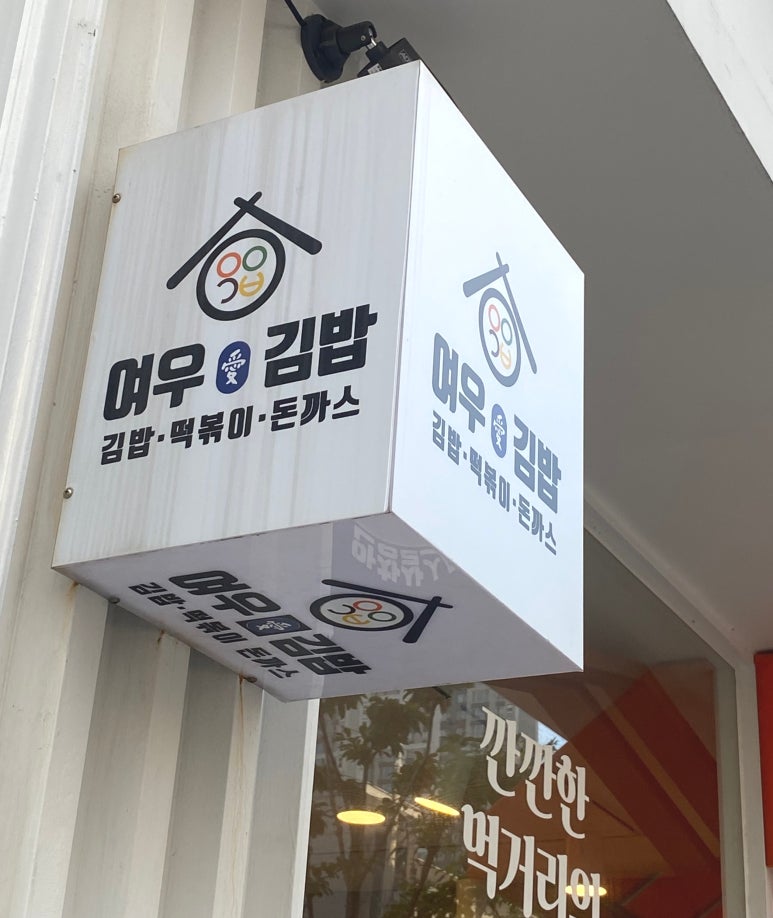 여우 愛 김밥
김밥·떡볶이·돈까스
여우 愛 김밥
김밥·떡볶이·돈까스
여우 愛 김밥
김밥·떡볶이 돈까스
깐깐한
먹거리의